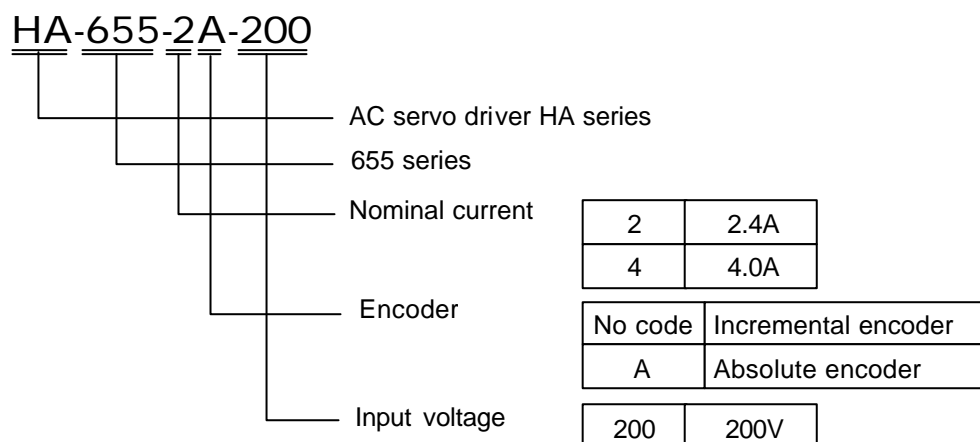 HA-655-2A-200
AC servo driver HA series
655 series
Nominal current
2 2.4A
4 4.0A
Encoder
No code Incremental encoder
A Absolute encoder
Input voltage
200 200V